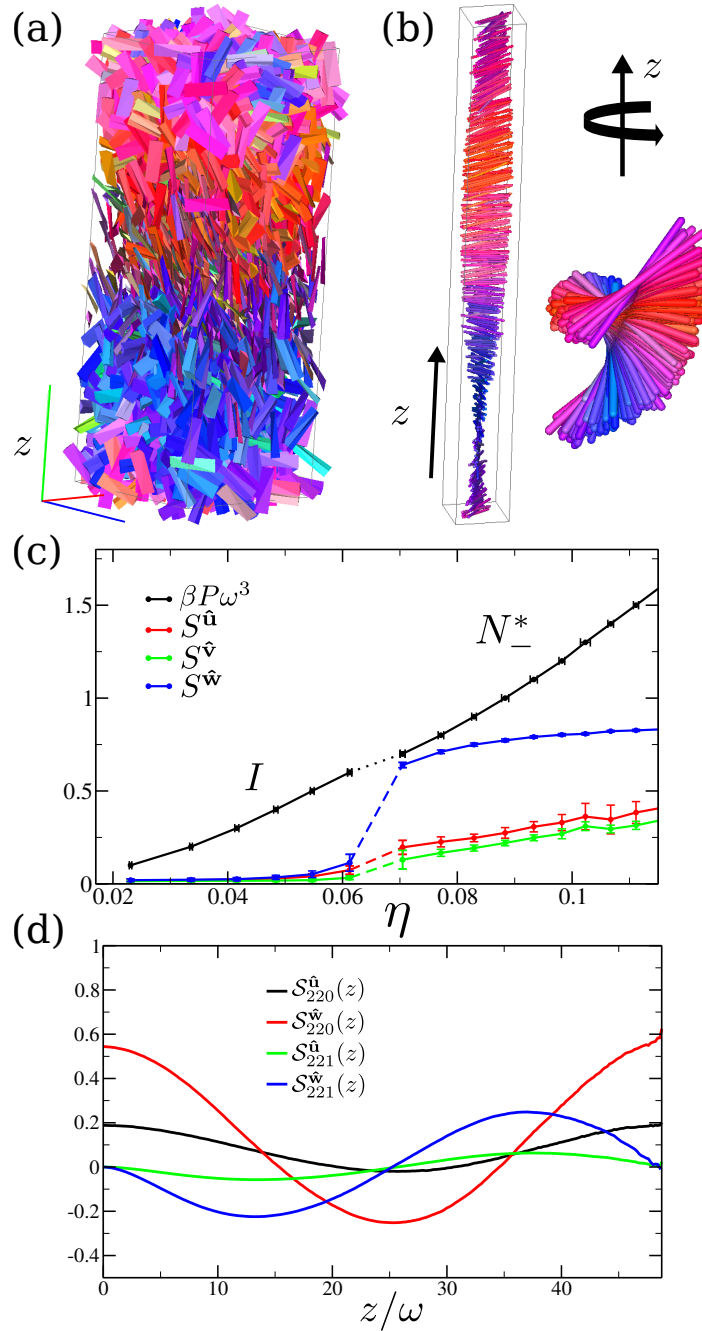 (a)
(b)
z
z
z
(c)
βPω³
S^û
S^v̂
S^ŵ
I
N*₋
1.5
1
0.5
0
0.02
0.04
0.06
0.08
0.1
η
(d)
S^û₂₂₀(z)
S^ŵ₂₂₀(z)
S^û₂₂₁(z)
S^ŵ₂₂₁(z)
1
0.8
0.6
0.4
0.2
0
-0.2
-0.4
0
10
20
30
40
z/ω